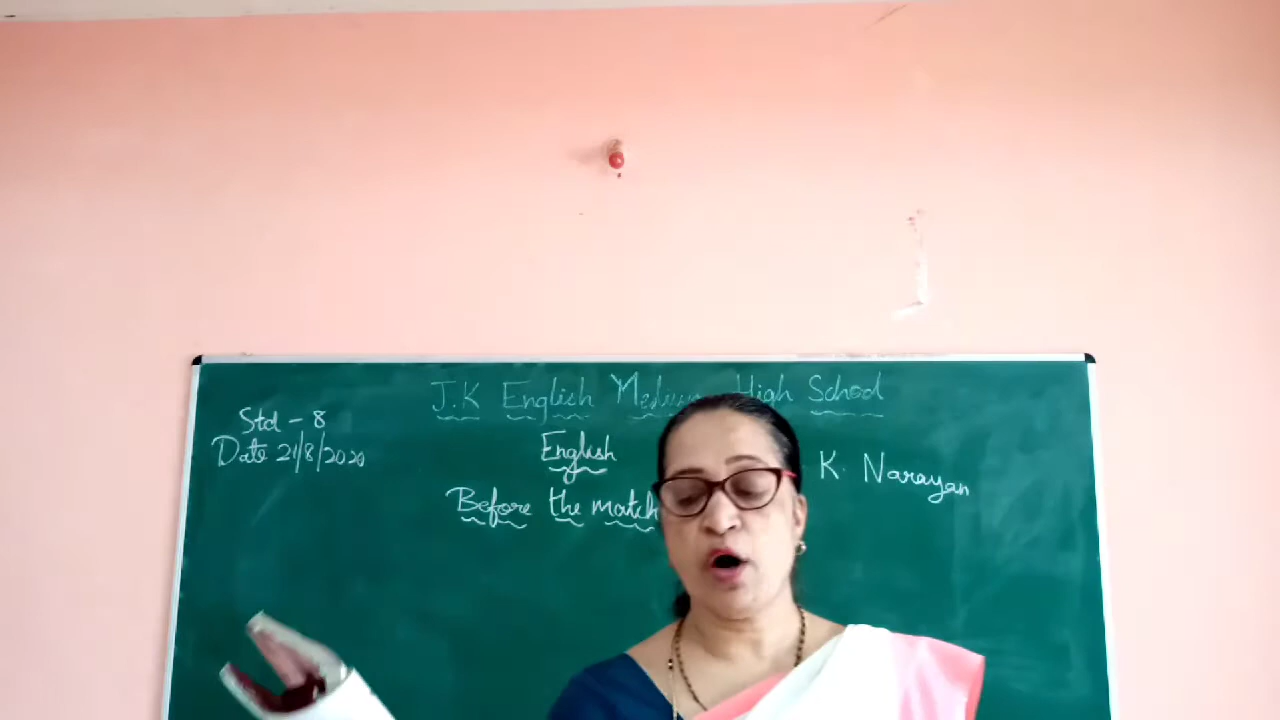 J.K English Medium High School
Std - 8
Date 21/8/2020
English
K. Narayan
Before the match